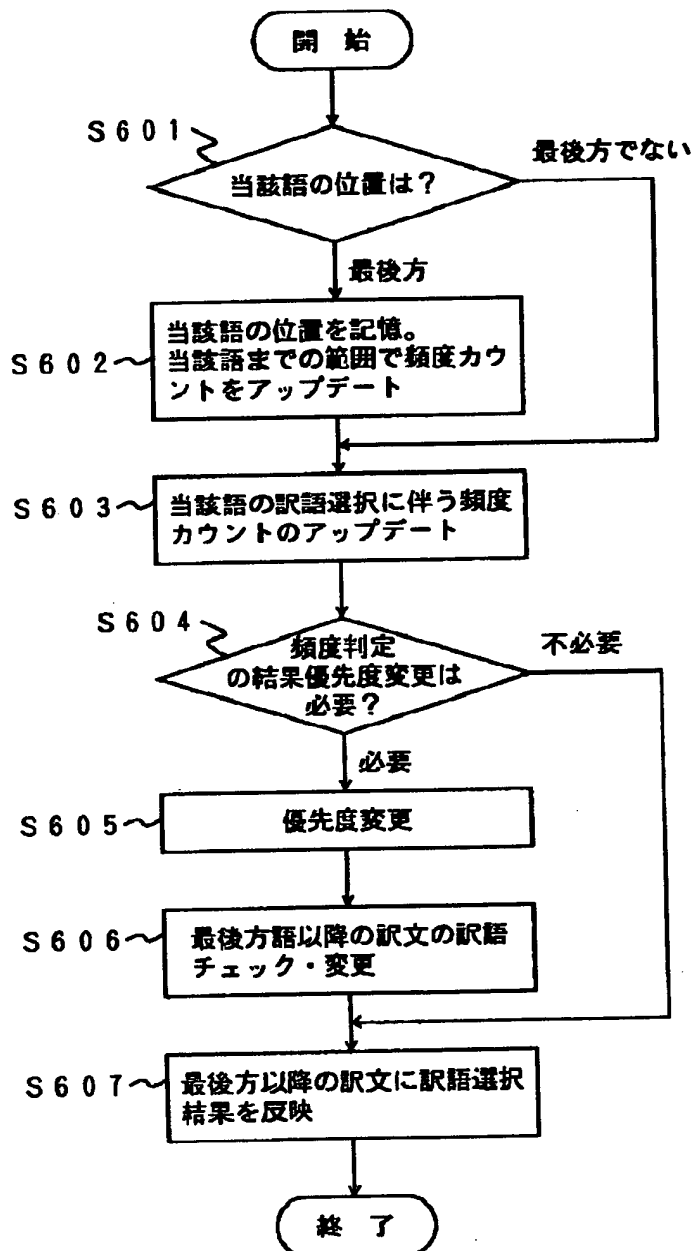 開 始
S601
最後方でない
当該語の位置は？
最後方
S602
当該語の位置を記憶。
当該語までの範囲で頻度カウ
ントをアップデート
S603
当該語の訳語選択に伴う頻度
カウントのアップデート
S604
頻度判定
の結果優先度変更は
必要？
不必要
必要
S605
優先度変更
S606
最後方語以降の訳文の訳語
チェック・変更
S607
最後方以降の訳文に訳語選択
結果を反映
終 了